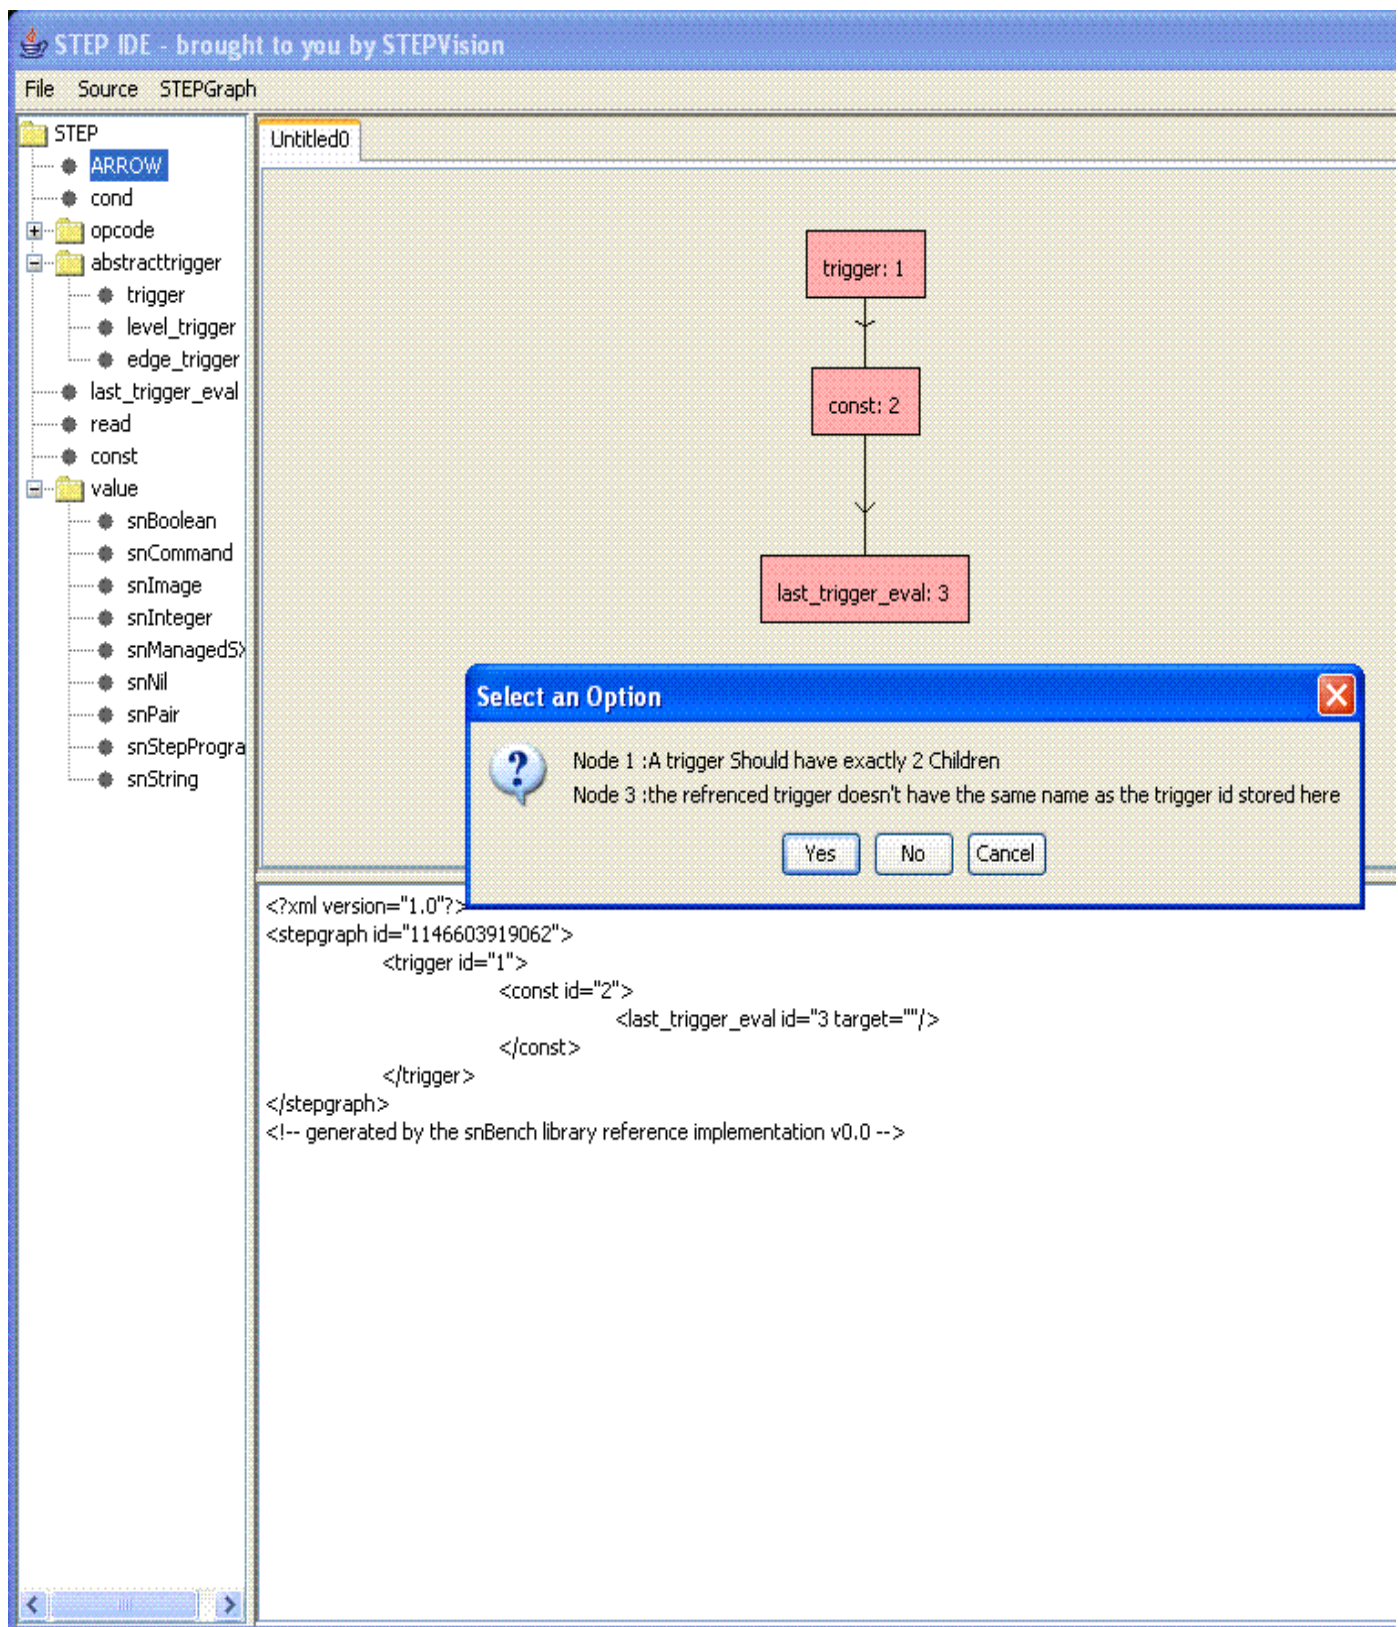 STEP IDE - brought to you by STEPVision
File Source STEPGraph
STEP
ARROW
cond
opcode
abstracttrigger
trigger
level_trigger
edge_trigger
last_trigger_eval
read
const
value
snBoolean
snCommand
snImage
snInteger
snManagedSX
snNil
snPair
snStepProgra
snString
Untitled0
trigger: 1
const: 2
last_trigger_eval: 3
Select an Option
Node 1 :A trigger Should have exactly 2 Children
Node 3 :the refrenced trigger doesn't have the same name as the trigger id stored here
Yes No Cancel
<?xml version="1.0"?>
<stepgraph id="1146603919062">
<trigger id="1">
<const id="2">
<last_trigger_eval id="3 target=""/>
</const>
</trigger>
</stepgraph>
<!-- generated by the snBench library reference implementation v0.0 -->